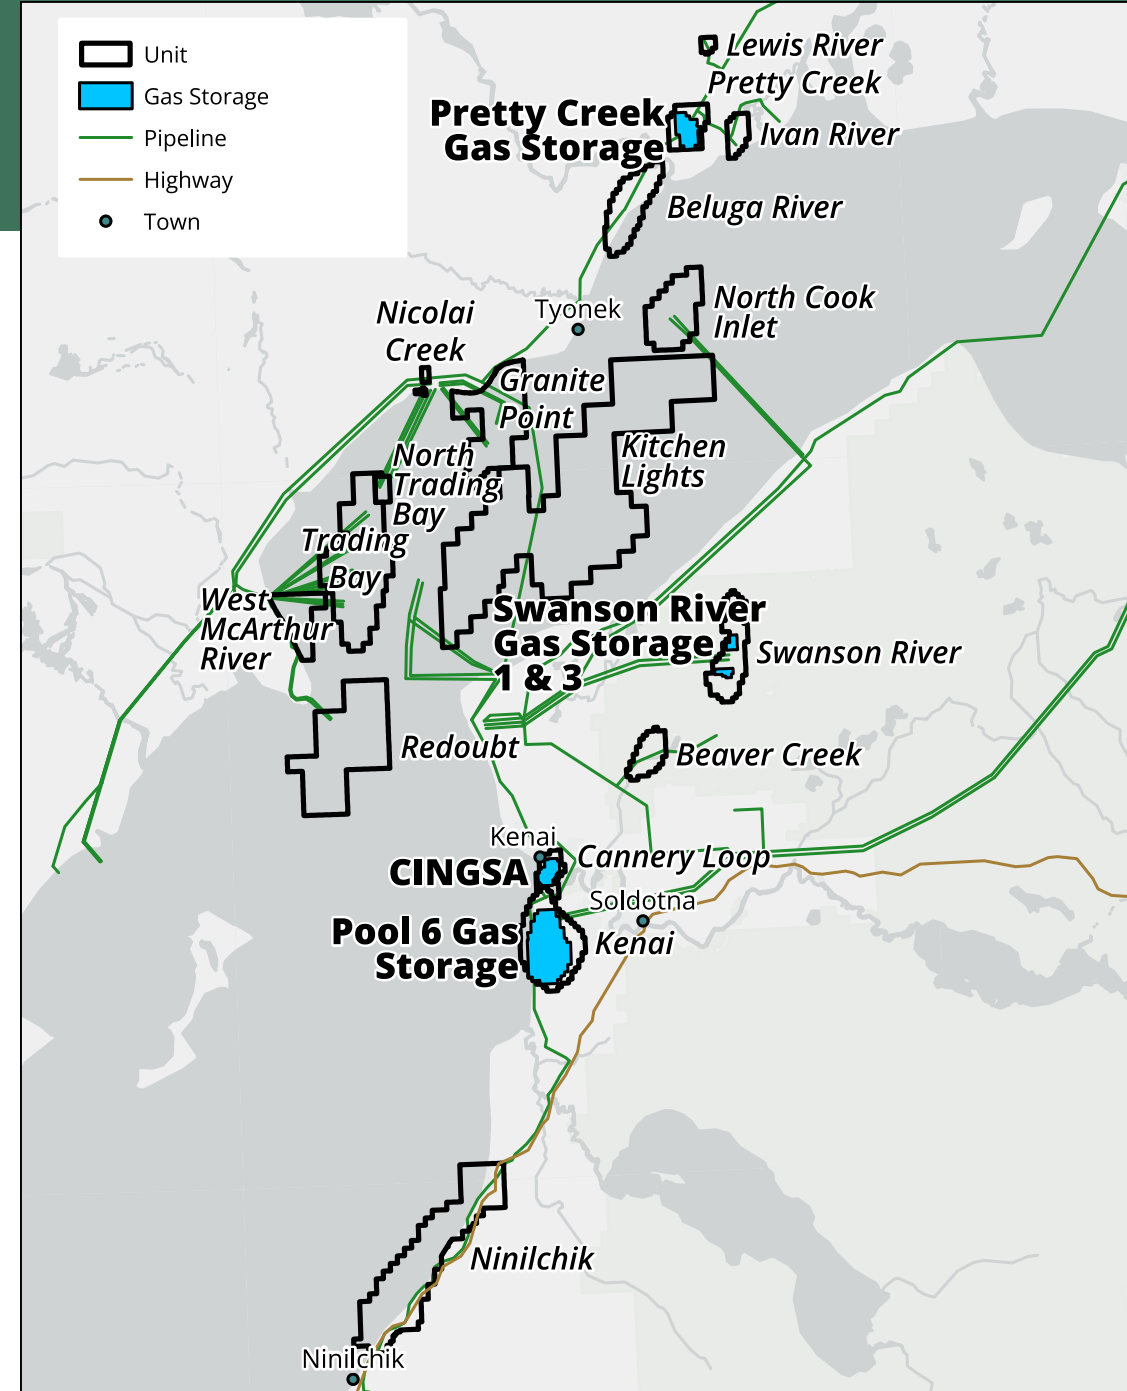 Unit
Gas Storage
Pipeline
Highway
Town
Lewis River
Pretty Creek
Pretty Creek
Gas Storage
Ivan River
Beluga River
North Cook
Inlet
Tyonek
Nicolai
Creek
Granite
Point
Kitchen
Lights
North
Trading
Bay
Trading
Bay
West
McArthur
River
Swanson River
Gas Storage
1 & 3
Swanson River
Redoubt
Beaver Creek
Kenai
Cannery Loop
CINGSA
Soldotna
Pool 6 Gas
Storage
Kenai
Ninilchik
Ninilchik